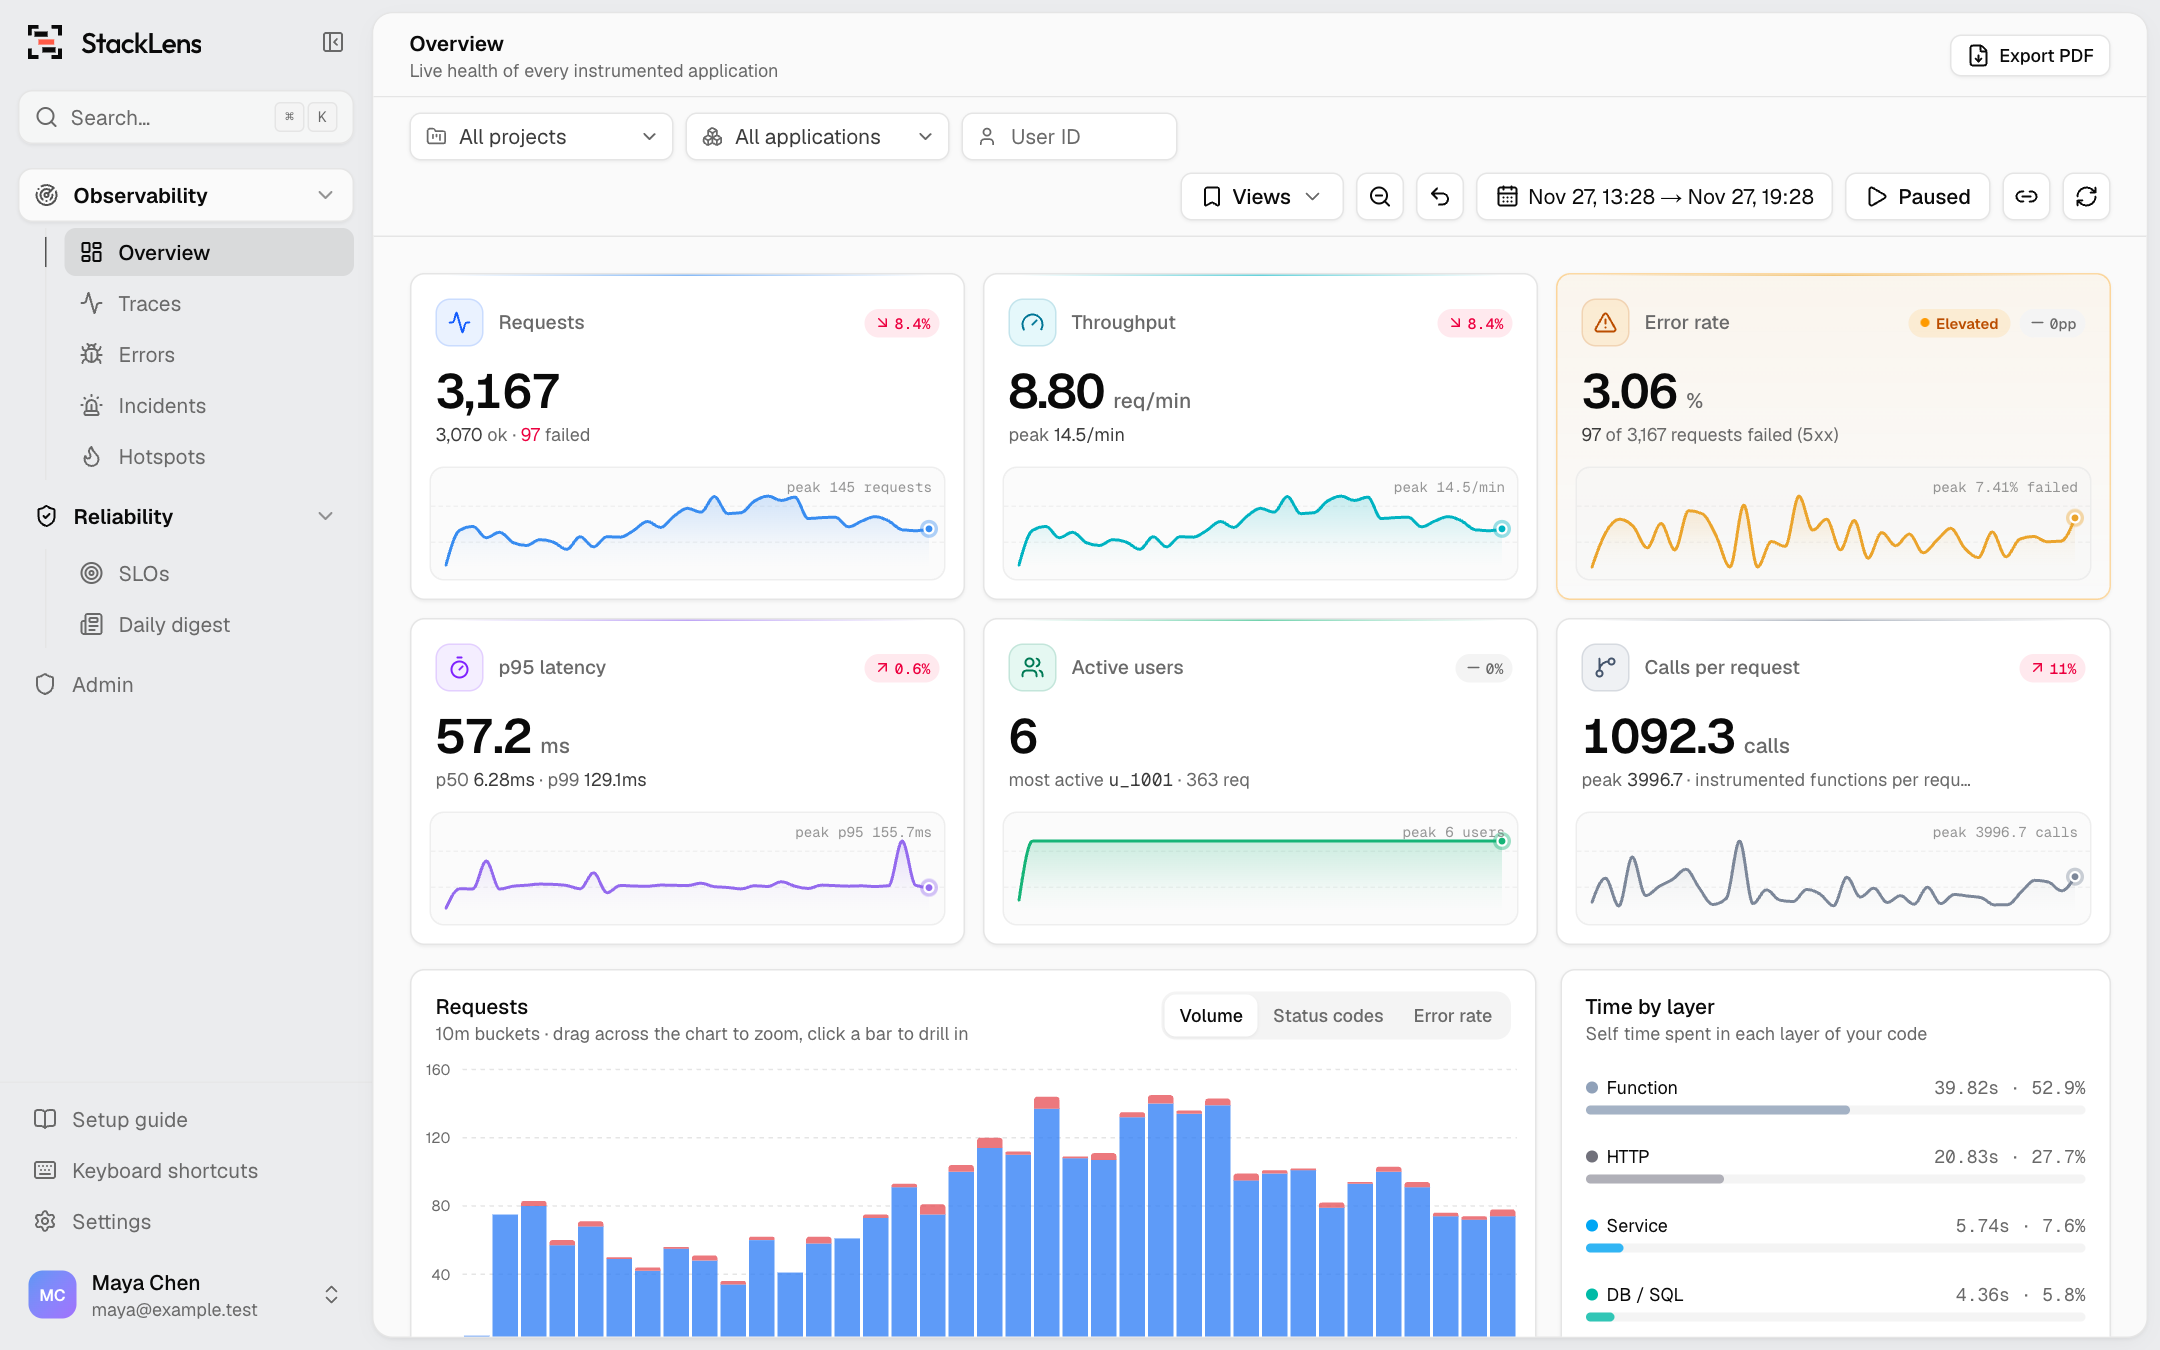 StackLens
Search...
⌘ K
Observability
Overview
Traces
Errors
Incidents
Hotspots
Reliability
SLOs
Daily digest
Admin
Setup guide
Keyboard shortcuts
Settings
MC
Maya Chen
maya@example.test
Overview
Live health of every instrumented application
Export PDF
All projects
All applications
User ID
Views
Nov 27, 13:28 → Nov 27, 19:28
Paused
Requests
8.4%
3,167
3,070 ok · 97 failed
peak 145 requests
Throughput
8.4%
8.80 req/min
peak 14.5/min
peak 14.5/min
Error rate
Elevated
0pp
3.06 %
97 of 3,167 requests failed (5xx)
peak 7.41% failed
p95 latency
0.6%
57.2 ms
p50 6.28ms · p99 129.1ms
peak p95 155.7ms
Active users
0%
6
most active u_1001 · 363 req
peak 6 users
Calls per request
11%
1092.3 calls
peak 3996.7 · instrumented functions per requ...
peak 3996.7 calls
Requests
10m buckets · drag across the chart to zoom, click a bar to drill in
Volume
Status codes
Error rate
160
120
80
40
Time by layer
Self time spent in each layer of your code
Function 39.82s · 52.9%
HTTP 20.83s · 27.7%
Service 5.74s · 7.6%
DB / SQL 4.36s · 5.8%